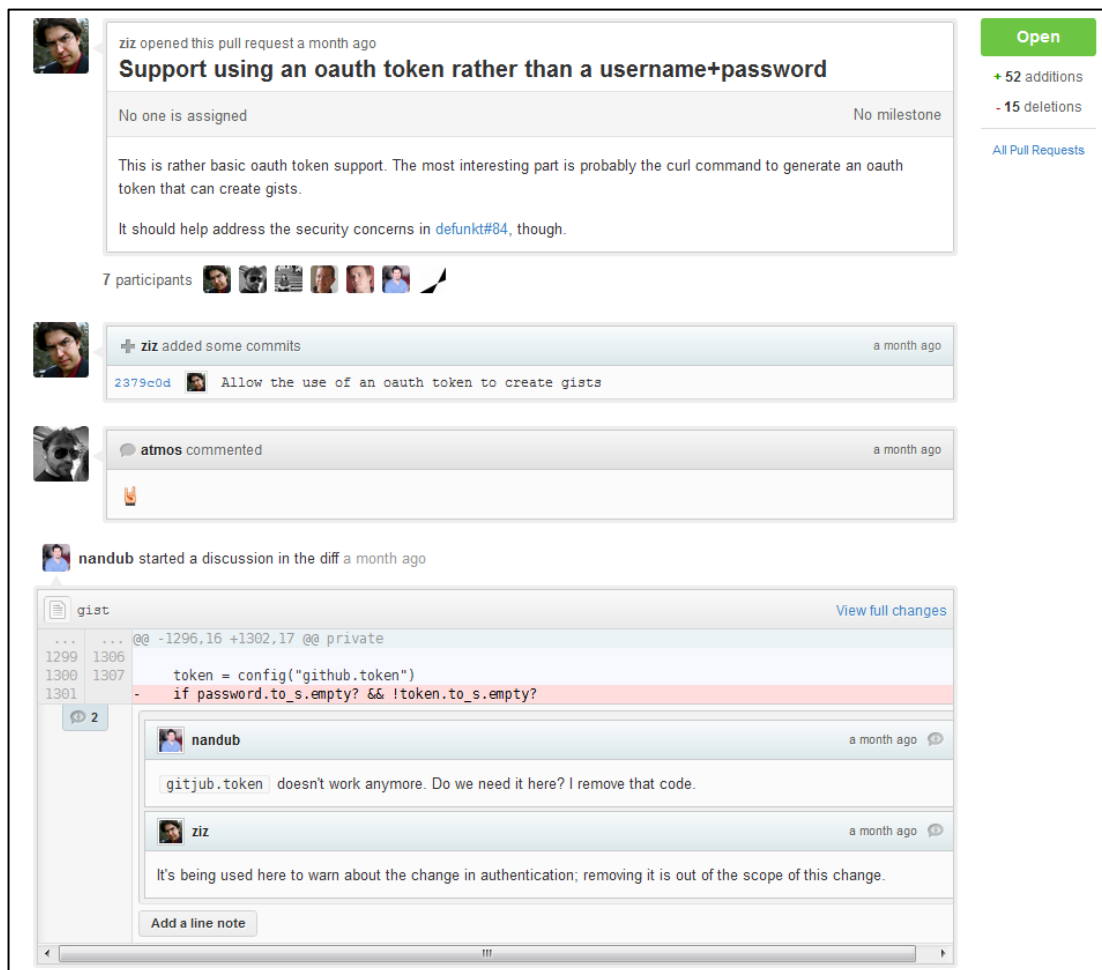 ziz opened this pull request a month ago
Support using an oauth token rather than a username+password
No one is assigned
No milestone
This is rather basic oauth token support. The most interesting part is probably the curl command to generate an oauth
token that can create gists.
It should help address the security concerns in defunkt#84, though.
Open
+ 52 additions
- 15 deletions
All Pull Requests
7 participants
ziz added some commits
a month ago
2379c0d Allow the use of an oauth token to create gists
atmos commented
a month ago
nandub started a discussion in the diff a month ago
gist
View full changes
... ... @@ -1296,16 +1302,17 @@ private
1299 1306
1300 1307 token = config("github.token")
1301 - if password.to_s.empty? && !token.to_s.empty?
2
nandub
a month ago
gitjub.token doesn't work anymore. Do we need it here? I remove that code.
ziz
a month ago
It's being used here to warn about the change in authentication; removing it is out of the scope of this change.
Add a line note